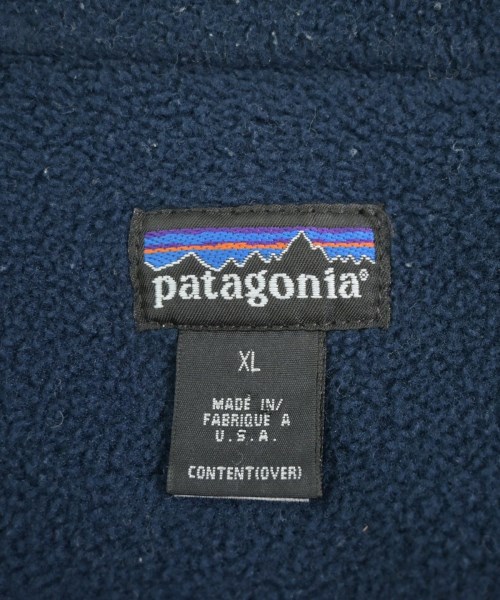 patagonia®
XL
MADE IN/
FABRIQUE A
U.S.A.
CONTENT(OVER)